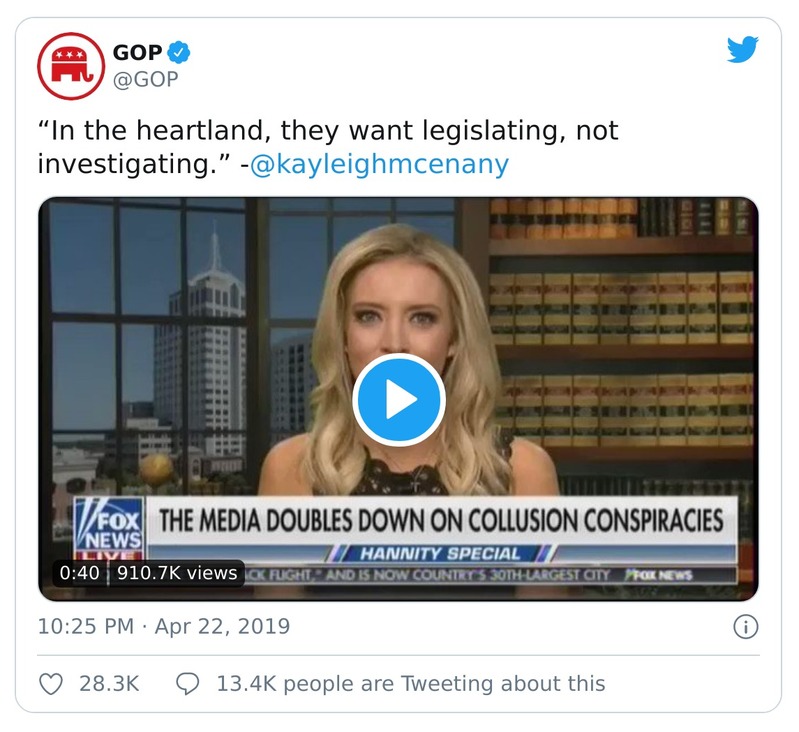 GOP
@GOP
“In the heartland, they want legislating, not
investigating.” -@kayleighmcenany
FOX
NEWS
LIVE
THE MEDIA DOUBLES DOWN ON COLLUSION CONSPIRACIES
HANNITY SPECIAL
0:40 910.7K views
CK FLIGHT," AND IS NOW COUNTRY'S 30TH-LARGEST CITY FOX NEWS
10:25 PM · Apr 22, 2019
28.3K 13.4K people are Tweeting about this